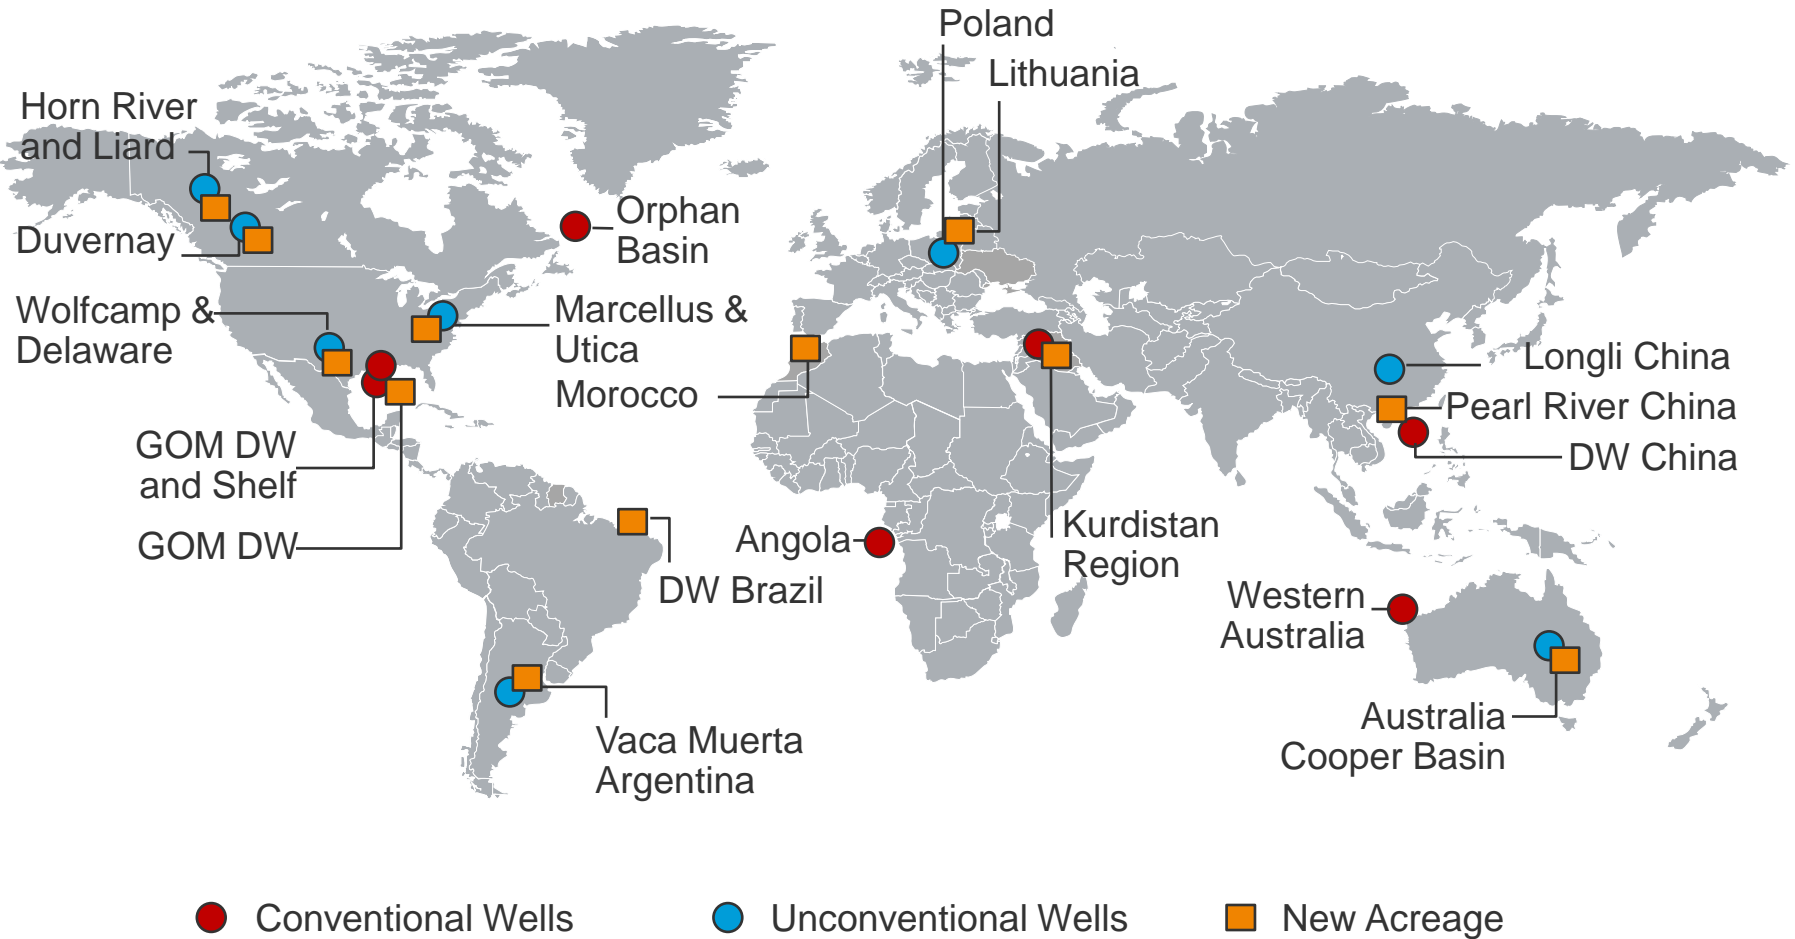 Poland
Lithuania
Horn River
and Liard
Duvernay
Orphan
Basin
Wolfcamp &
Delaware
Marcellus &
Utica
Morocco
Longli China
Pearl River China
DW China
GOM DW
and Shelf
GOM DW
Angola
Kurdistan
Region
DW Brazil
Western
Australia
Australia
Cooper Basin
Vaca Muerta
Argentina
Conventional Wells
Unconventional Wells
New Acreage